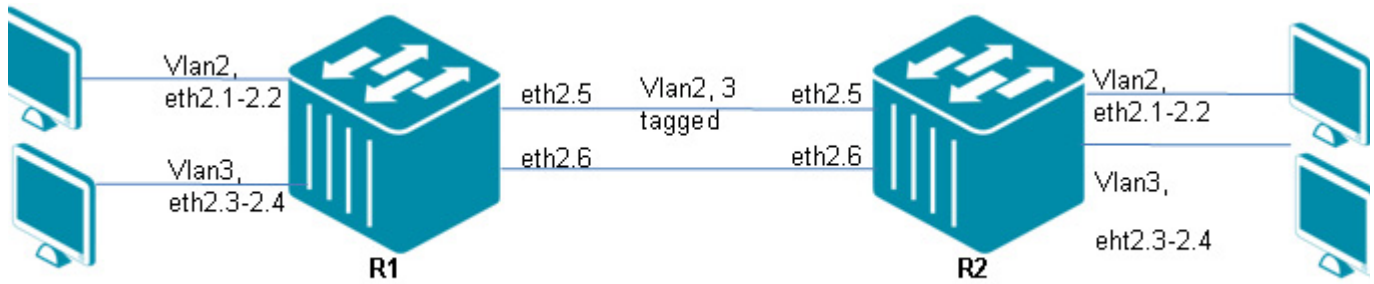 Vlan2,
eth2.1-2.2
Vlan3,
eth2.3-2.4
R1
eth2.5
Vlan2, 3
tagged
eth2.5
eth2.6
eth2.6
R2
Vlan2,
eth2.1-2.2
Vlan3,
eht2.3-2.4